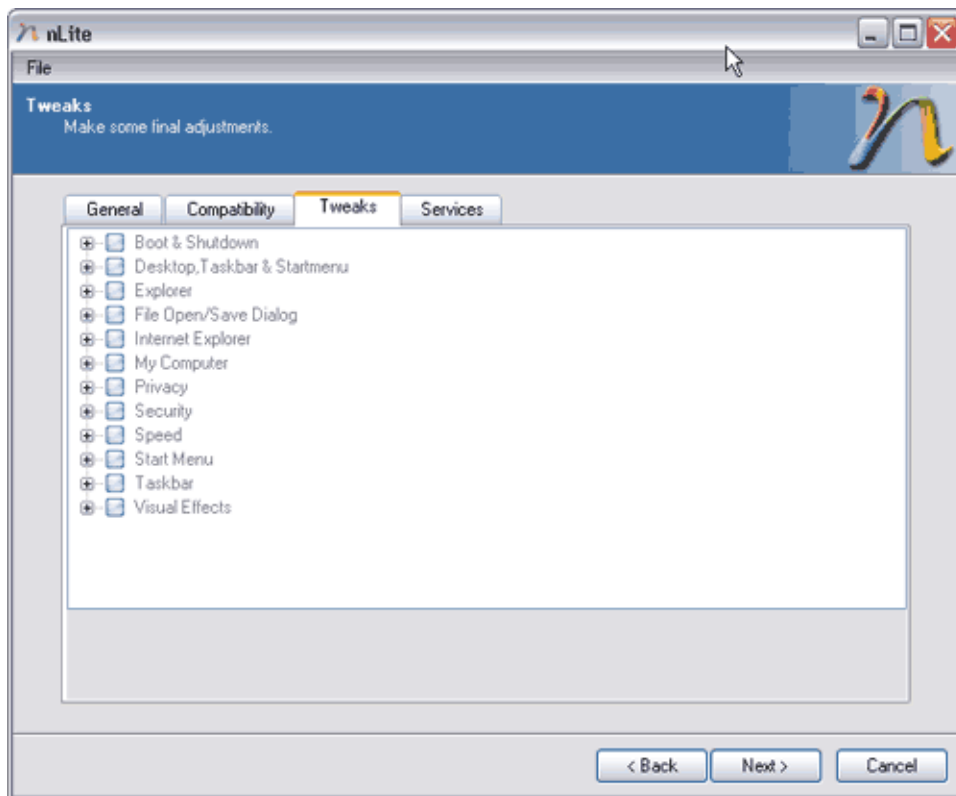 nLite
File
Tweaks
Make some final adjustments.
General Compatibility Tweaks Services
Boot & Shutdown
Desktop,Taskbar & Startmenu
Explorer
File Open/Save Dialog
Internet Explorer
My Computer
Privacy
Security
Speed
Start Menu
Taskbar
Visual Effects
< Back Next > Cancel